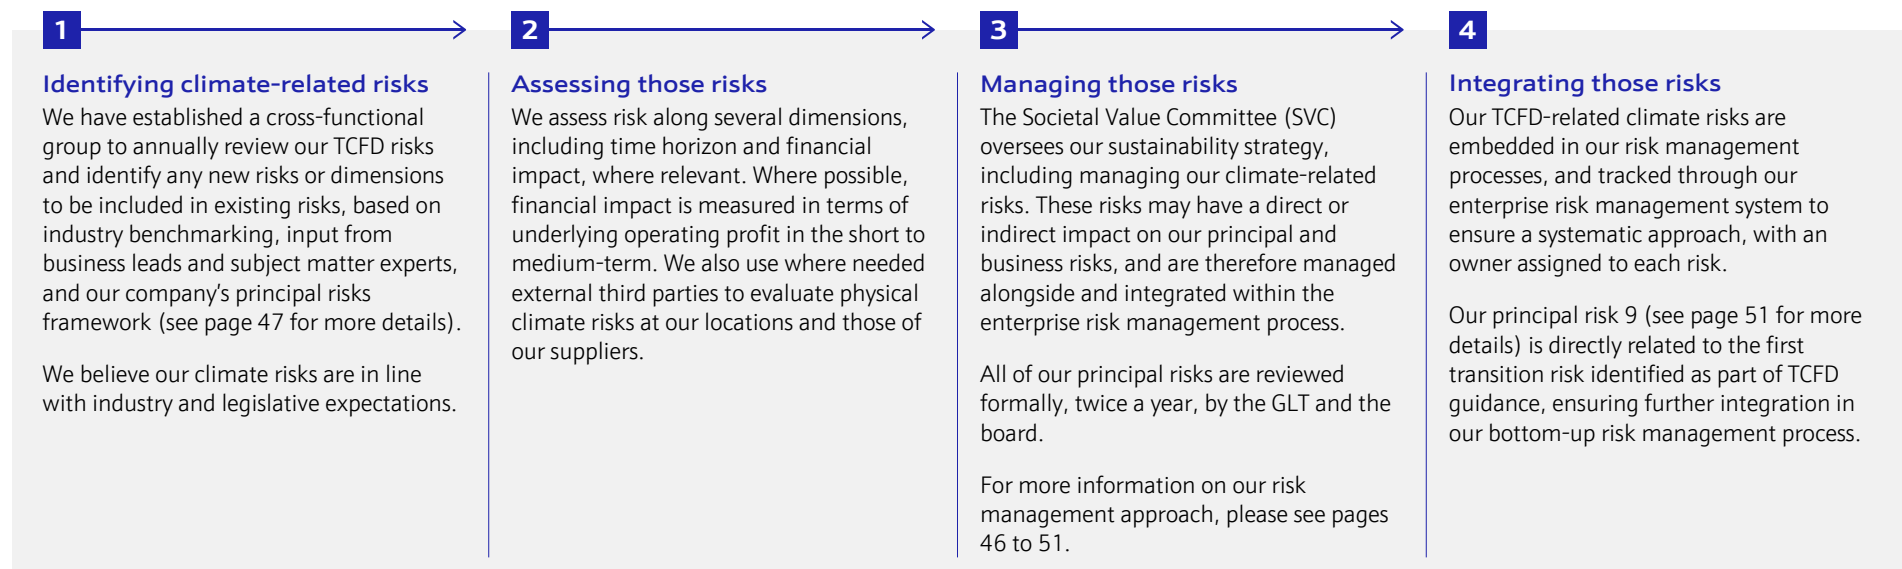 1
Identifying climate-related risks
We have established a cross-functional
group to annually review our TCFD risks
and identify any new risks or dimensions
to be included in existing risks, based on
industry benchmarking, input from
business leads and subject matter experts,
and our company's principal risks
framework (see page 47 for more details).
We believe our climate risks are in line
with industry and legislative expectations.
2
Assessing those risks
We assess risk along several dimensions,
including time horizon and financial
impact, where relevant. Where possible,
financial impact is measured in terms of
underlying operating profit in the short to
medium-term. We also use where needed
external third parties to evaluate physical
climate risks at our locations and those of
our suppliers.
3
Managing those risks
The Societal Value Committee (SVC)
oversees our sustainability strategy,
including managing our climate-related
risks. These risks may have a direct or
indirect impact on our principal and
business risks, and are therefore managed
alongside and integrated within the
enterprise risk management process.
All of our principal risks are reviewed
formally, twice a year, by the GLT and the
board.
For more information on our risk
management approach, please see pages
46 to 51.
4
Integrating those risks
Our TCFD-related climate risks are
embedded in our risk management
processes, and tracked through our
enterprise risk management system to
ensure a systematic approach, with an
owner assigned to each risk.
Our principal risk 9 (see page 51 for more
details) is directly related to the first
transition risk identified as part of TCFD
guidance, ensuring further integration in
our bottom-up risk management process.